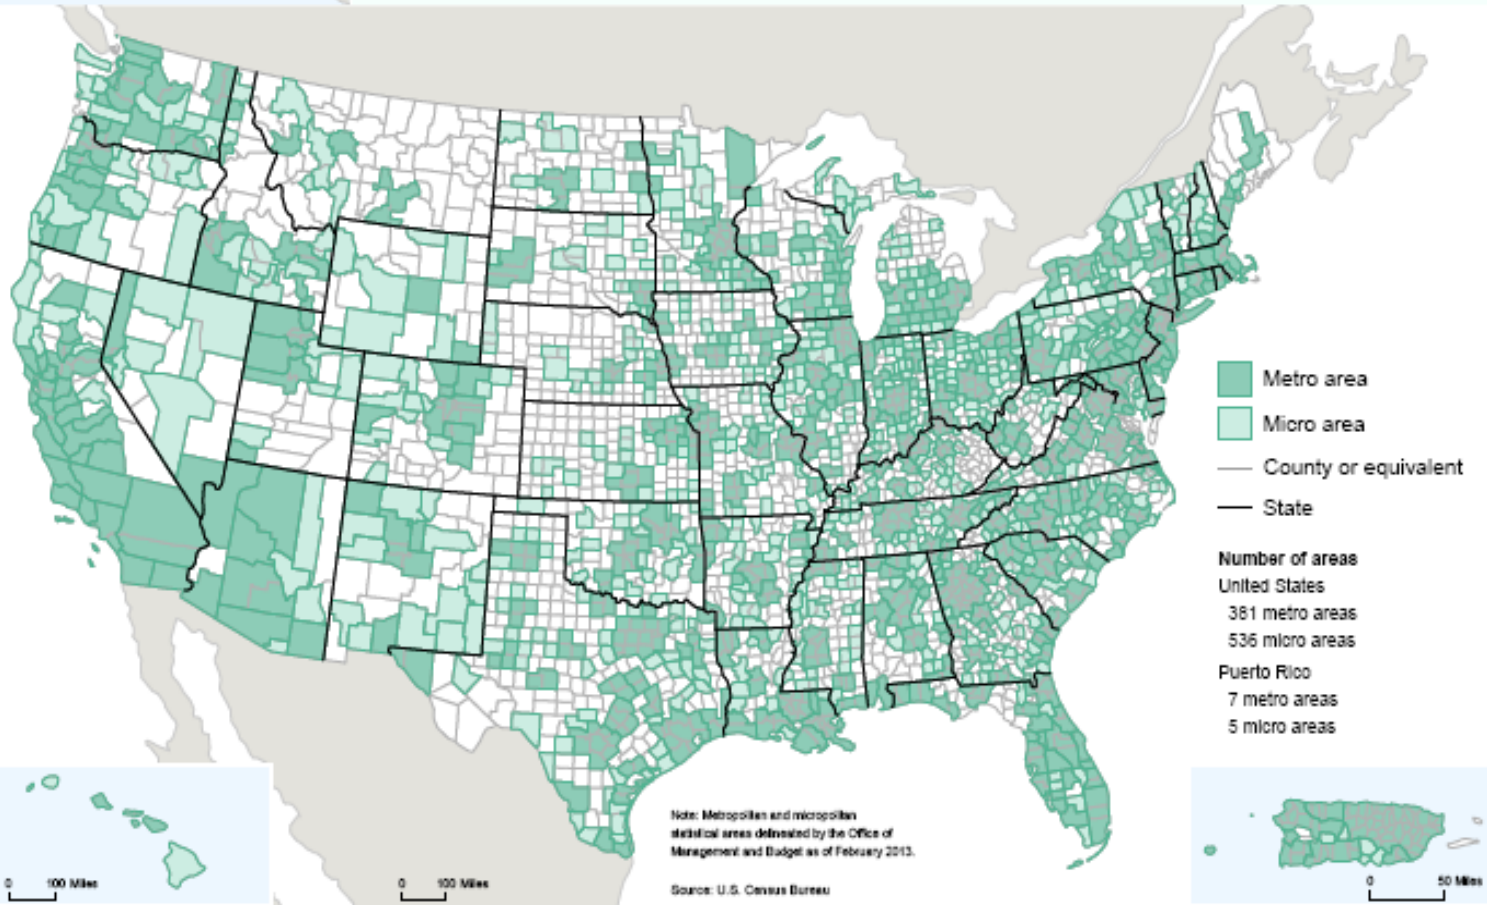 Metro area
Micro area
County or equivalent
State
Number of areas
United States
381 metro areas
536 micro areas
Puerto Rico
7 metro areas
5 micro areas
Note: Metropolitan and micropolitan
statistical areas delineated by the Office of
Management and Budget as of February 2013.
Source: U.S. Census Bureau
0 100 Miles
0 100 Miles
0 50 Miles